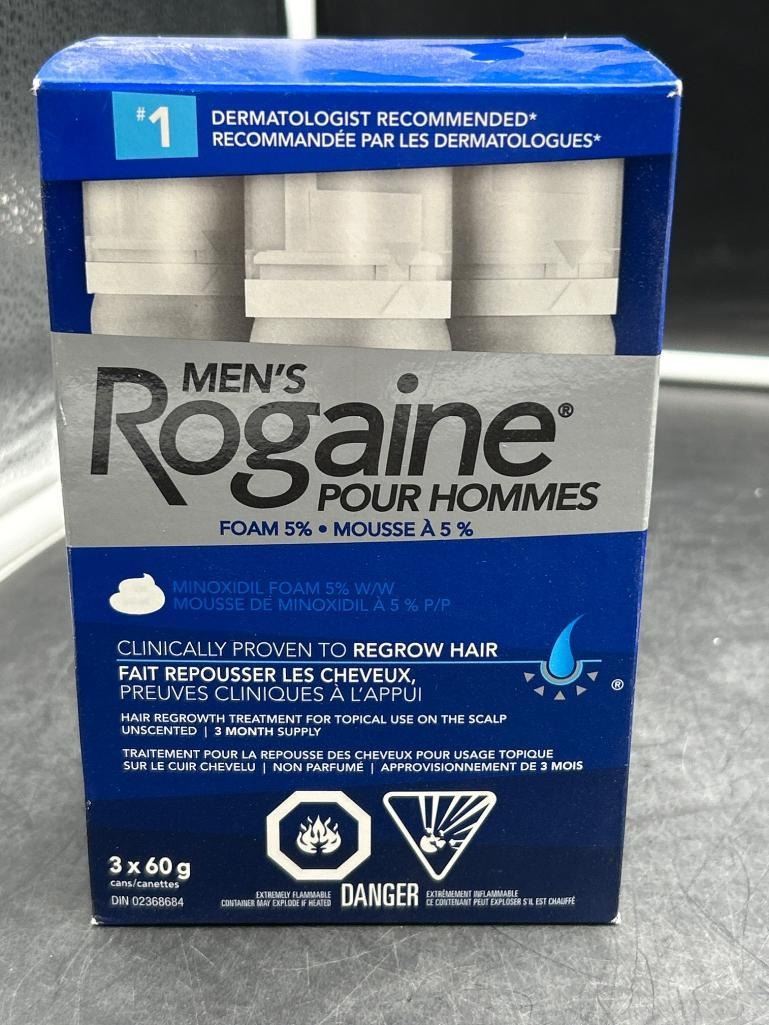 #1
DERMATOLOGIST RECOMMENDED*
RECOMMANDÉE PAR LES DERMATOLOGUES*
MEN'S
Rogaine®
POUR HOMMES
FOAM 5% • MOUSSE À 5 %
MINOXIDIL FOAM 5% W/W
MOUSSE DE MINOXIDIL À 5 % P/P
CLINICALLY PROVEN TO REGROW HAIR
FAIT REPOUSSER LES CHEVEUX,
PREUVES CLINIQUES À L'APPUI
®
HAIR REGROWTH TREATMENT FOR TOPICAL USE ON THE SCALP
UNSCENTED | 3 MONTH SUPPLY
TRAITEMENT POUR LA REPOUSSE DES CHEVEUX POUR USAGE TOPIQUE
SUR LE CUIR CHEVELU | NON PARFUMÉ | APPROVISIONNEMENT DE 3 MOIS
3 x 60 g
cans/canettes
DIN 02368684
EXTREMELY FLAMMABLE
CONTAINER MAY EXPLODE IF HEATED
DANGER
EXTRÊMEMENT INFLAMMABLE
CE CONTENANT PEUT EXPLOSER S'IL EST CHAUFFÉ